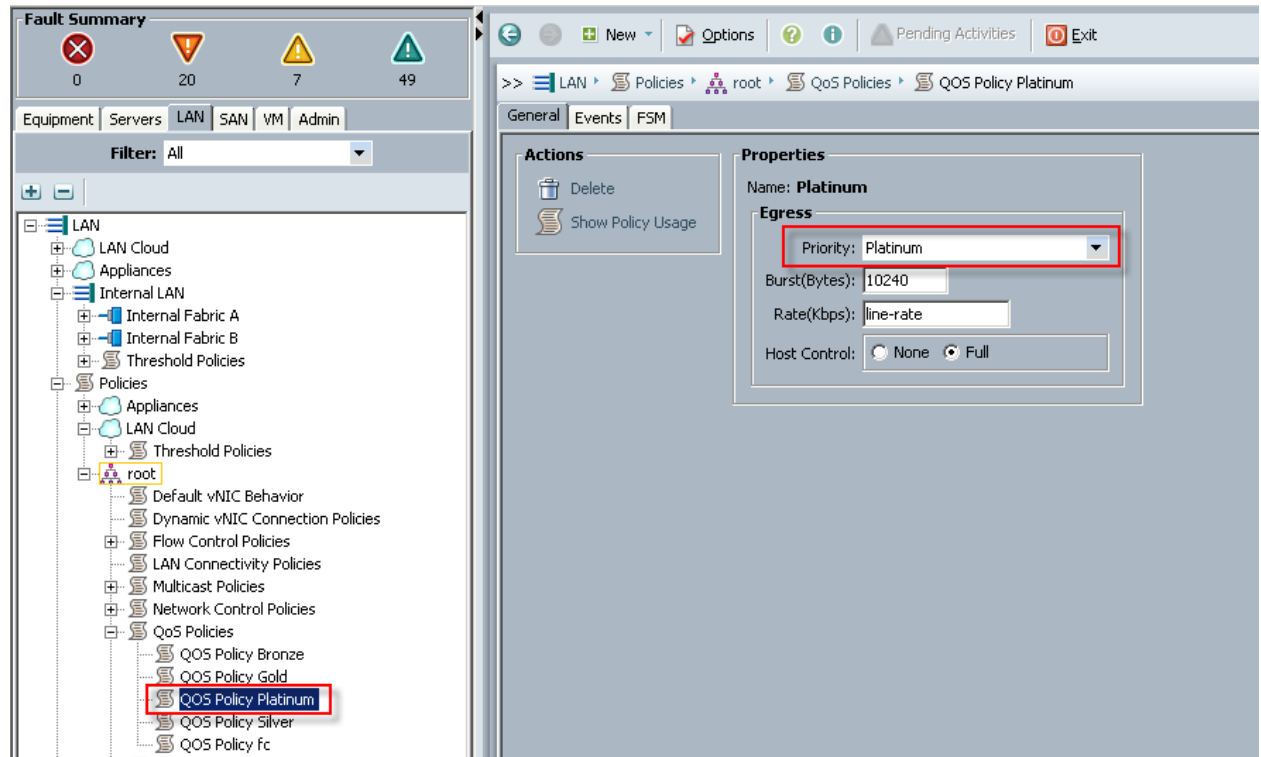 Fault Summary
0 20 7 49
Equipment Servers LAN SAN VM Admin
Filter: All
LAN
LAN Cloud
Appliances
Internal LAN
Internal Fabric A
Internal Fabric B
Threshold Policies
Policies
Appliances
LAN Cloud
Threshold Policies
root
Default vNIC Behavior
Dynamic vNIC Connection Policies
Flow Control Policies
LAN Connectivity Policies
Multicast Policies
Network Control Policies
QoS Policies
QOS Policy Bronze
QOS Policy Gold
QOS Policy Platinum
QOS Policy Silver
QOS Policy fc
New Options Pending Activities Exit
>> LAN Policies root QoS Policies QOS Policy Platinum
General Events FSM
Actions
Delete
Show Policy Usage
Properties
Name: Platinum
Egress
Priority: Platinum
Burst(Bytes): 10240
Rate(Kbps): line-rate
Host Control: None Full